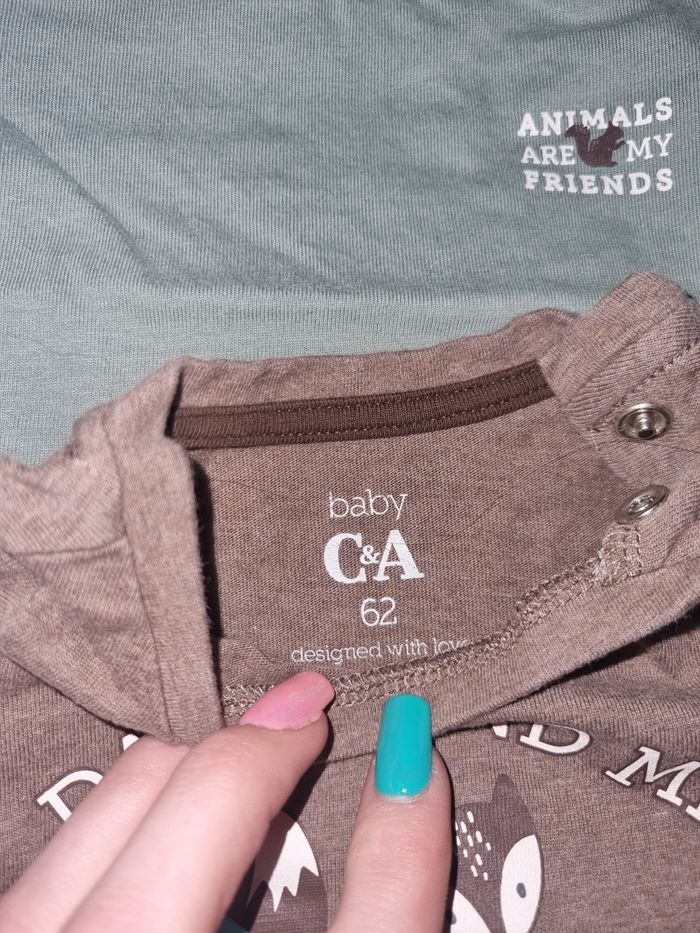 ANIMALS
ARE MY
FRIENDS
baby
C&A
62
designed with love